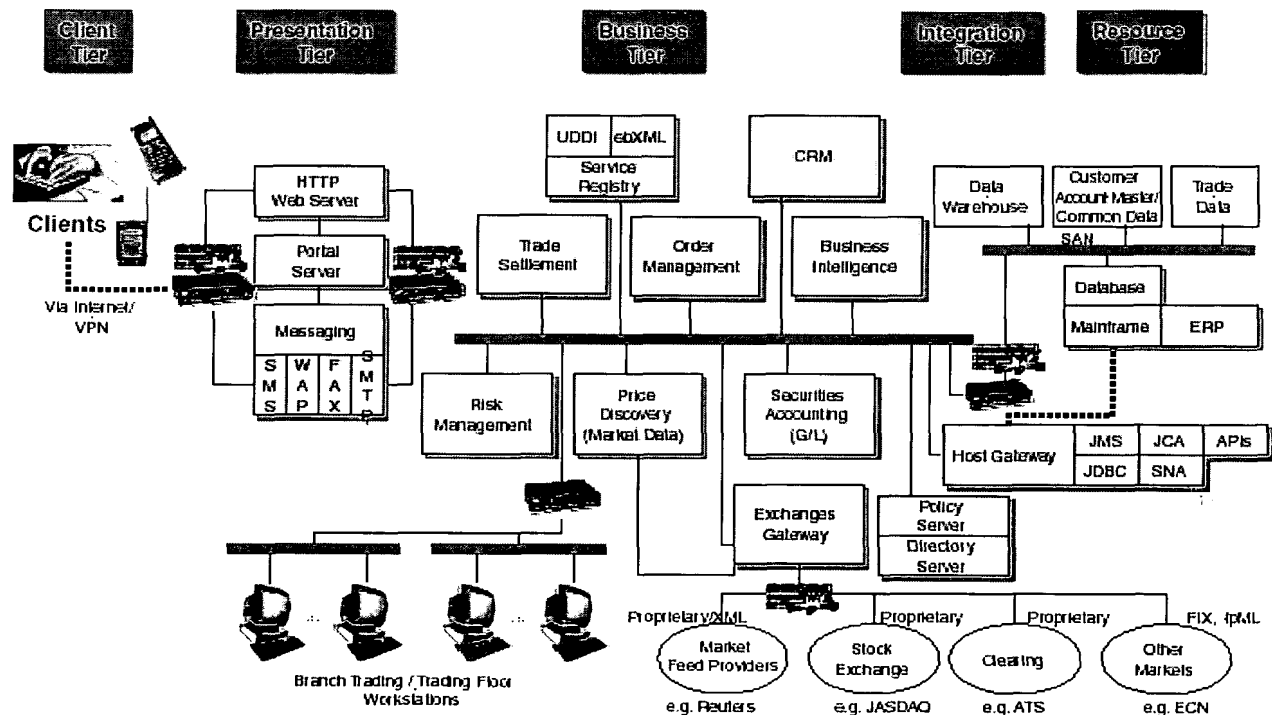 Client
Tier
Presentation
Tier
Business
Tier
Integration
Tier
Resource
Tier
Clients
Via Internet/
VPN
HTTP
Web Server
Portal
Server
Messaging
SMS
WAP
FAX
SMTP
UDDI
ebXML
Service
Registry
CRM
Trade
Settlement
Order
Management
Business
Intelligence
Data
Warehouse
Customer
Account Master/
Common Data
Trade
Data
SAN
Database
Mainframe
ERP
Risk
Management
Price
Discovery
(Market Data)
Securities
Accounting
(G/L)
Host Gateway
JMS
JCA
APIs
JDBC
SNA
Exchanges
Gateway
Policy
Server
Directory
Server
Branch Trading / Trading Floor
Workstations
Proprietary/XML
Proprietary
Proprietary
FIX, fpML
Market
Feed Providers
Stock
Exchange
Clearing
Other
Markets
e.g. Reuters
e.g. JASDAQ
e.g. ATS
e.g. ECN